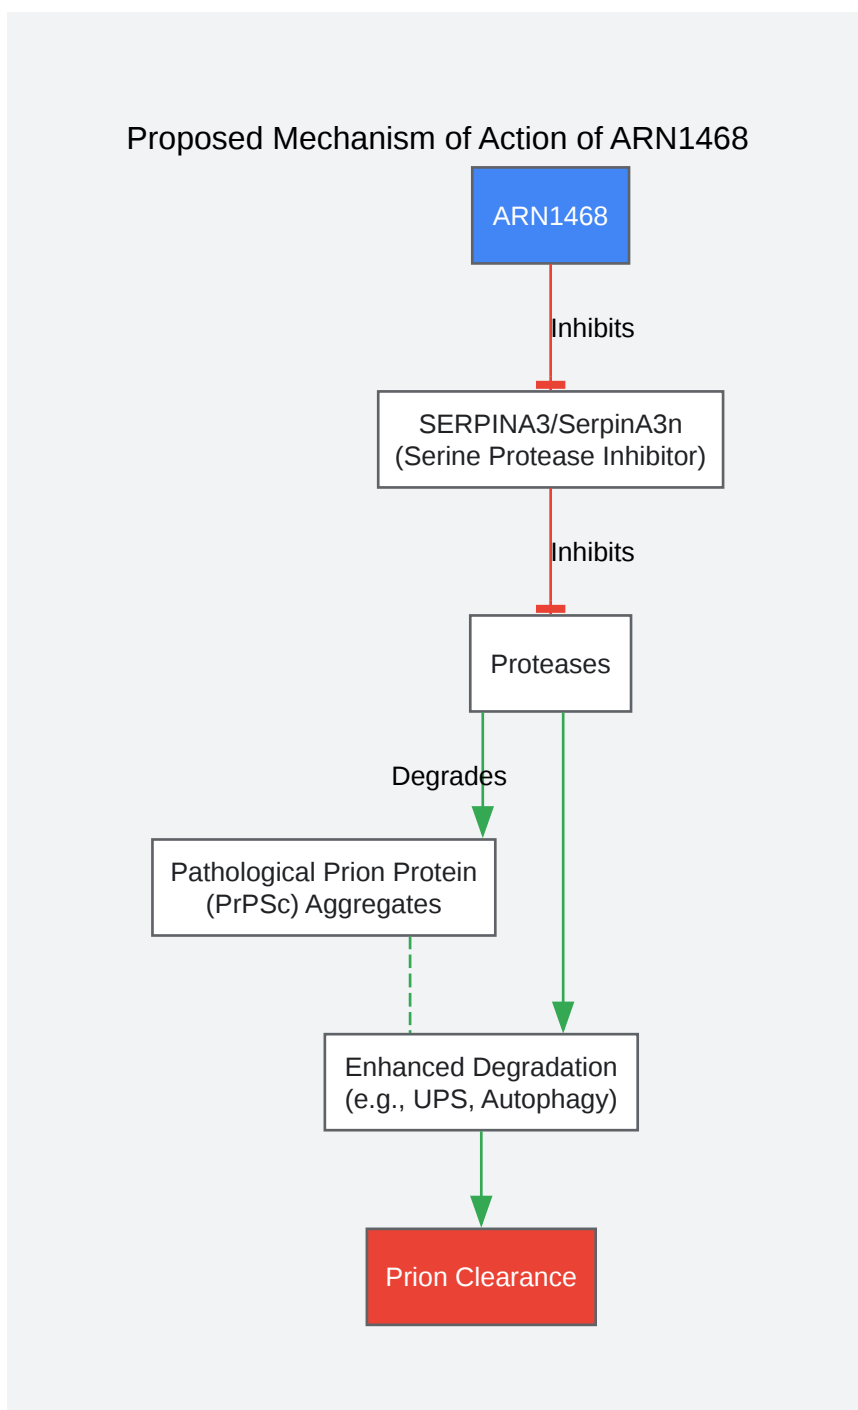 Proposed Mechanism of Action of ARN1468
ARN1468
Inhibits
SERPINA3/SerpinA3n
(Serine Protease Inhibitor)
Inhibits
Proteases
Degrades
Pathological Prion Protein
(PrPSc) Aggregates
Enhanced Degradation
(e.g., UPS, Autophagy)
Prion Clearance